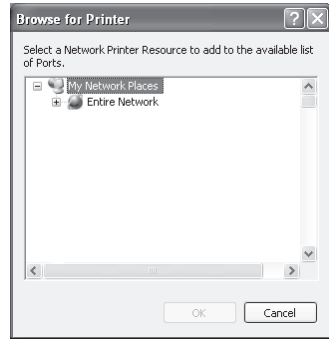 Browse for Printer
Select a Network Printer Resource to add to the available list
of Ports.
My Network Places
Entire Network
OK
Cancel